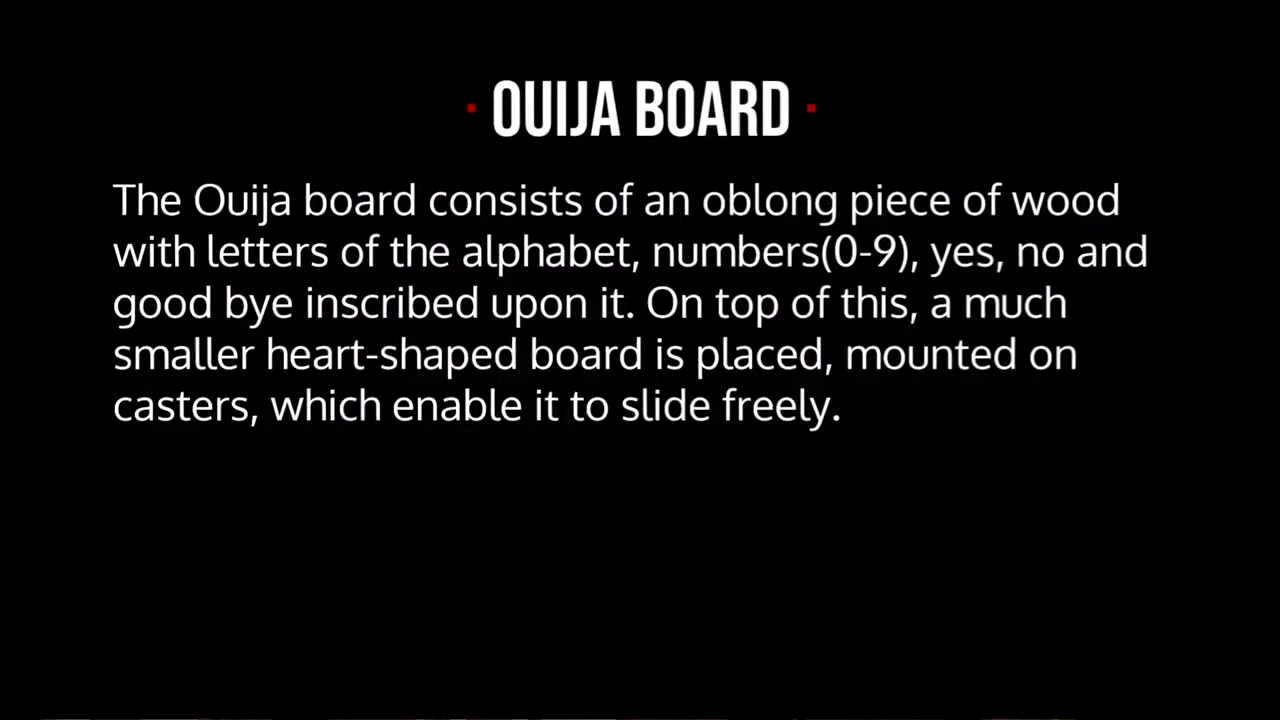 · OUIJA BOARD ·
The Ouija board consists of an oblong piece of wood
with letters of the alphabet, numbers(0-9), yes, no and
good bye inscribed upon it. On top of this, a much
smaller heart-shaped board is placed, mounted on
casters, which enable it to slide freely.